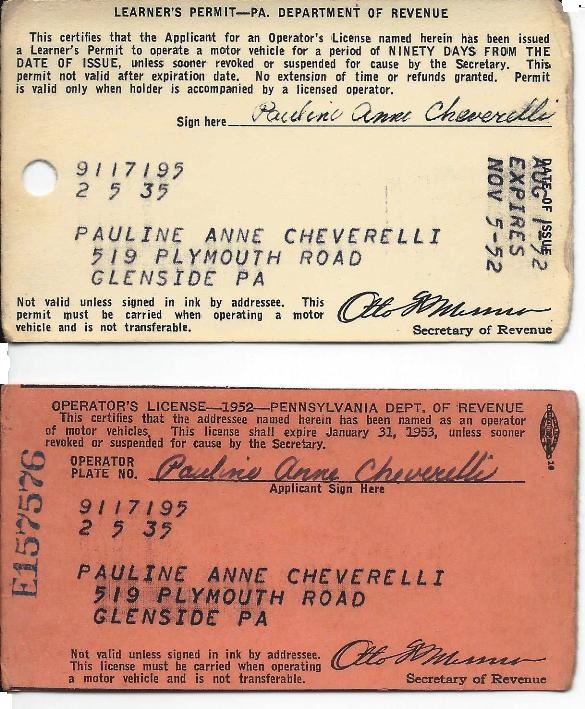 LEARNER'S PERMIT—PA. DEPARTMENT OF REVENUE
This certifies that the Applicant for an Operator's License named herein has been issued
a Learner's Permit to operate a motor vehicle for a period of NINETY DAYS FROM THE
DATE OF ISSUE, unless sooner revoked or suspended for cause by the Secretary. This
permit not valid after expiration date. No extension of time or refunds granted. Permit
is valid only when holder is accompanied by a licensed operator.
Sign here Pauline Anne Cheverelli
9117195
2 5 35
DATE OF ISSUE
AUG 52
EXPIRES
NOV 5-52
PAULINE ANNE CHEVERELLI
519 PLYMOUTH ROAD
GLENSIDE PA
Not valid unless signed in ink by addressee. This
permit must be carried when operating a motor
vehicle and is not transferable.
Secretary of Revenue
OPERATOR'S LICENSE—1952—PENNSYLVANIA DEPT. OF REVENUE
This certifies that the addressee named herein has been named as an operator
of motor vehicles. This license shall expire January 31, 1953, unless sooner
revoked or suspended for cause by the Secretary.
OPERATOR
PLATE NO. Pauline Anne Cheverelli
Applicant Sign Here
E157576
9117195
2 5 35
PAULINE ANNE CHEVERELLI
519 PLYMOUTH ROAD
GLENSIDE PA
Not valid unless signed in ink by addressee.
This license must be carried when operating
a motor vehicle and is not transferable.
Secretary of Revenue